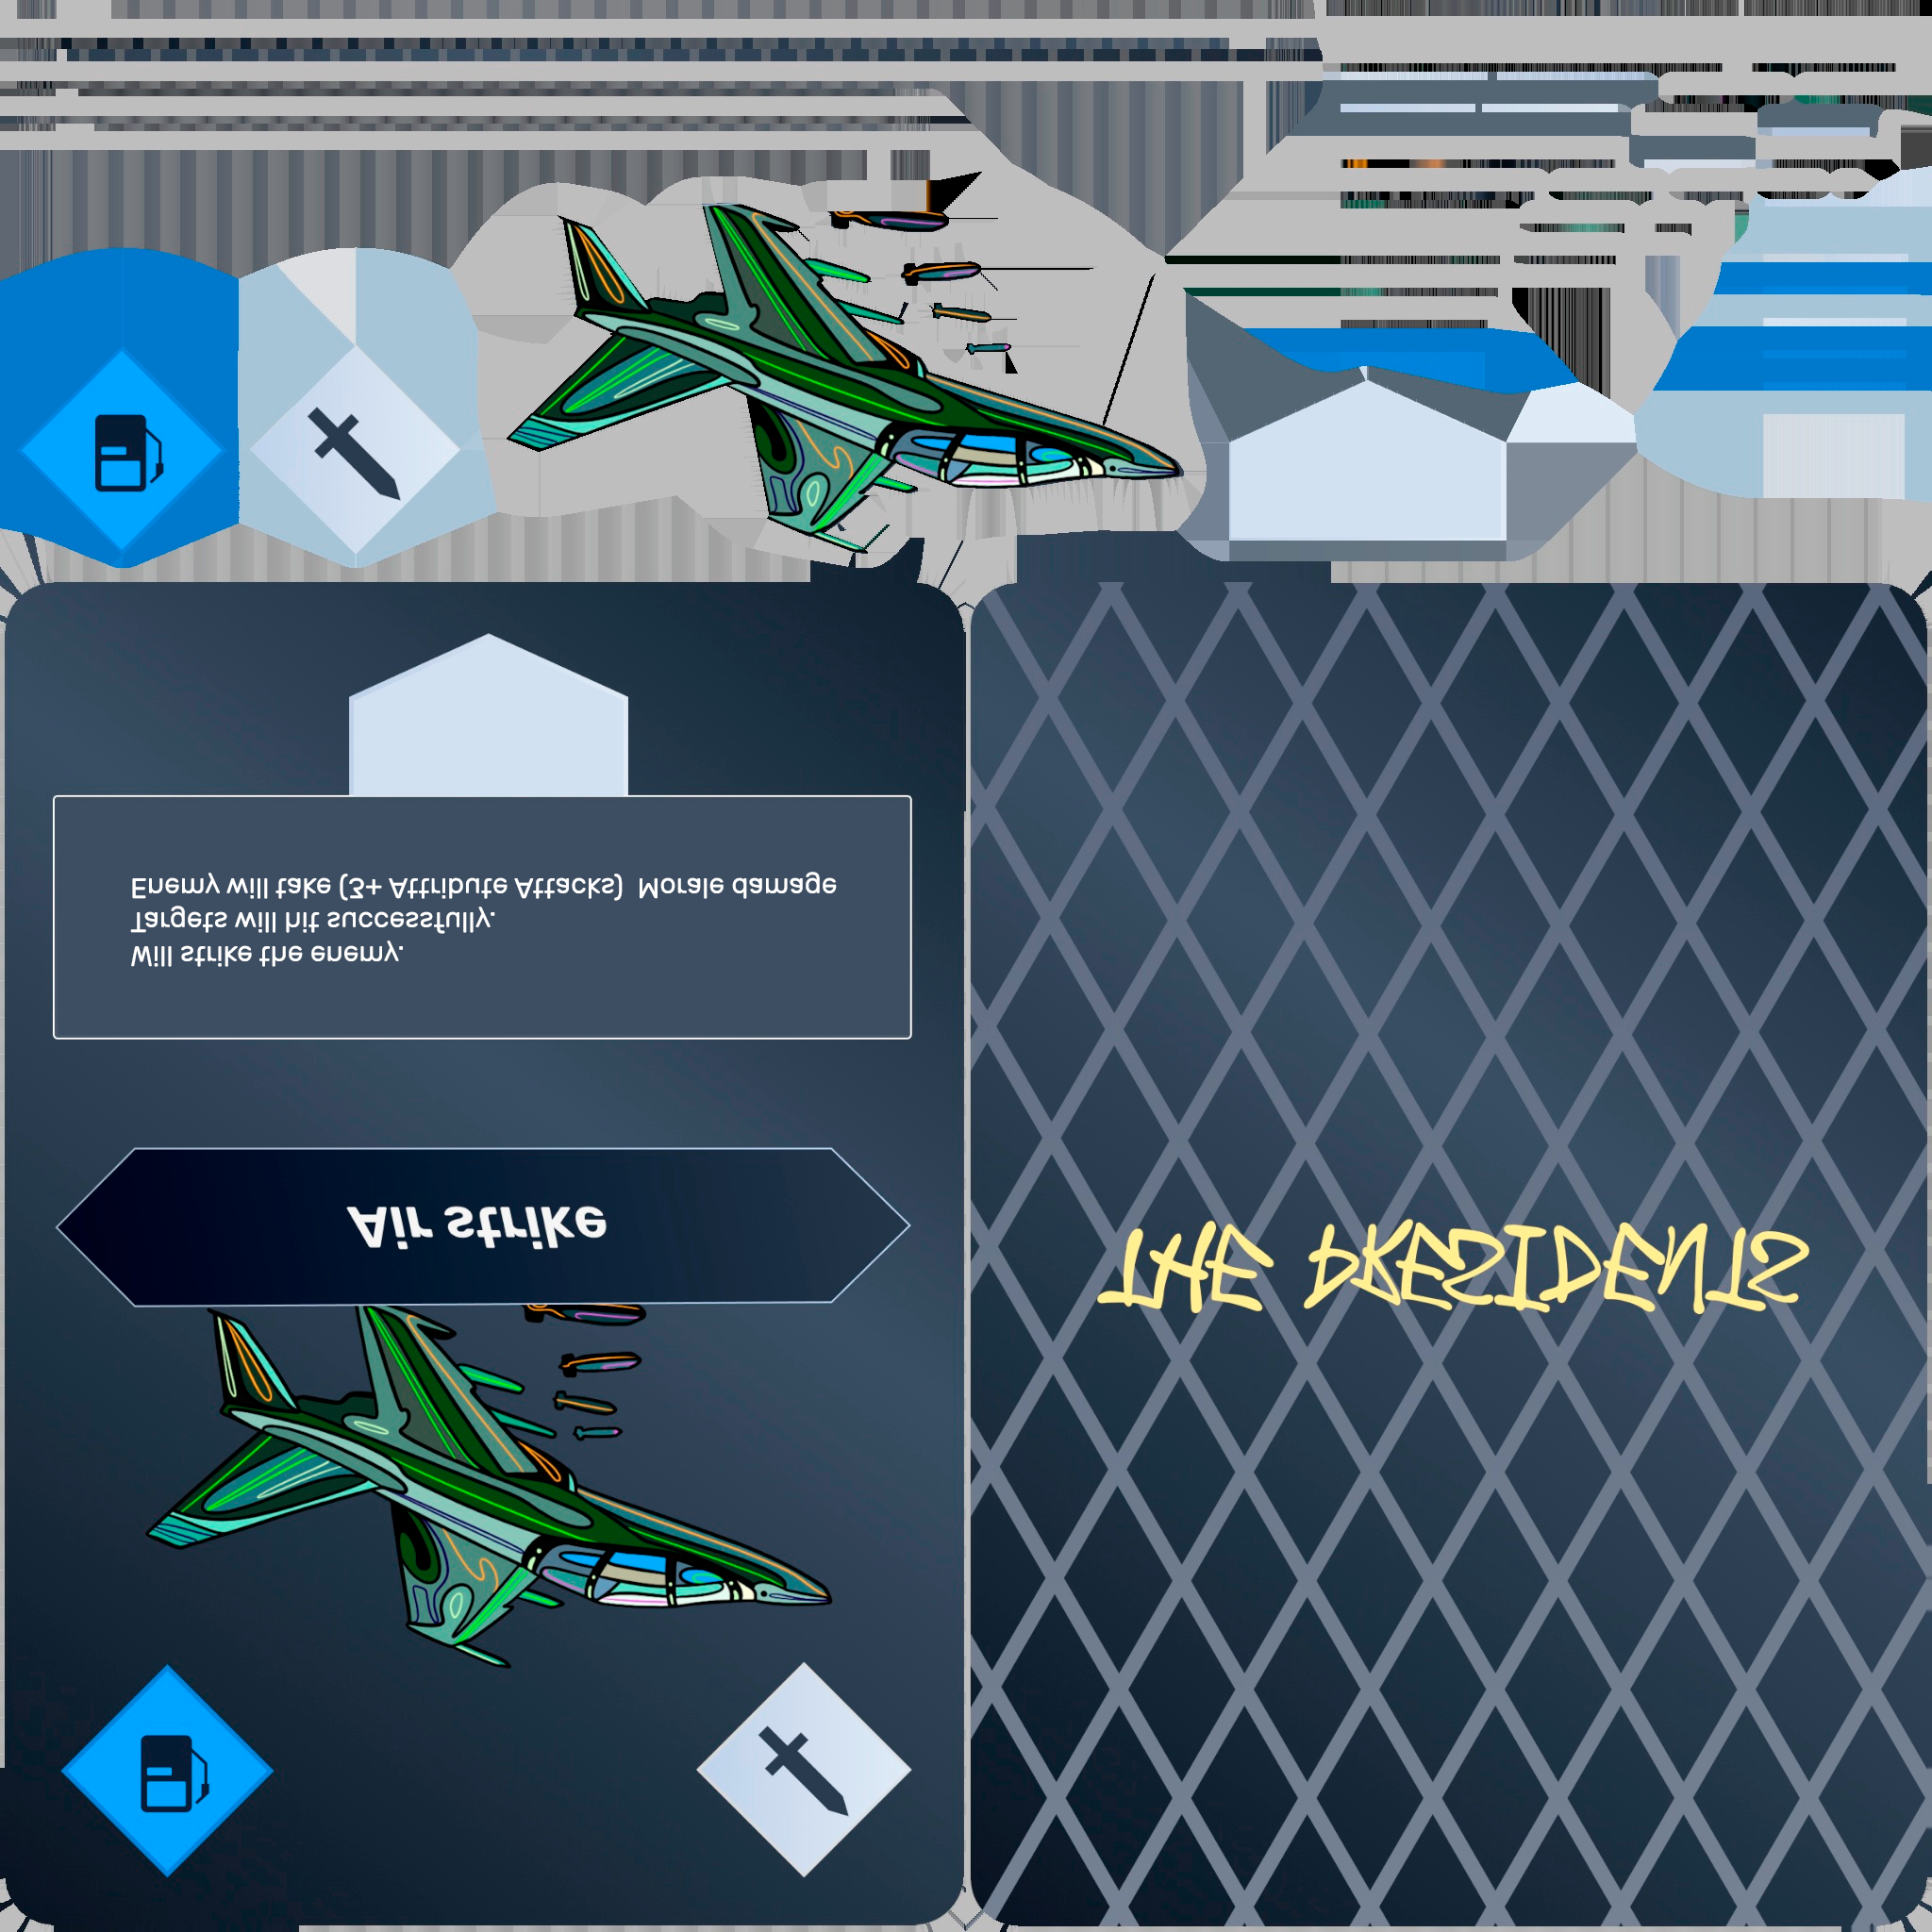 Air strike
Will strike the enemy.
Targets will hit successfully.
Enemy will take (3+ Attribute Attacks) Morale damage
THE PRESIDENTS